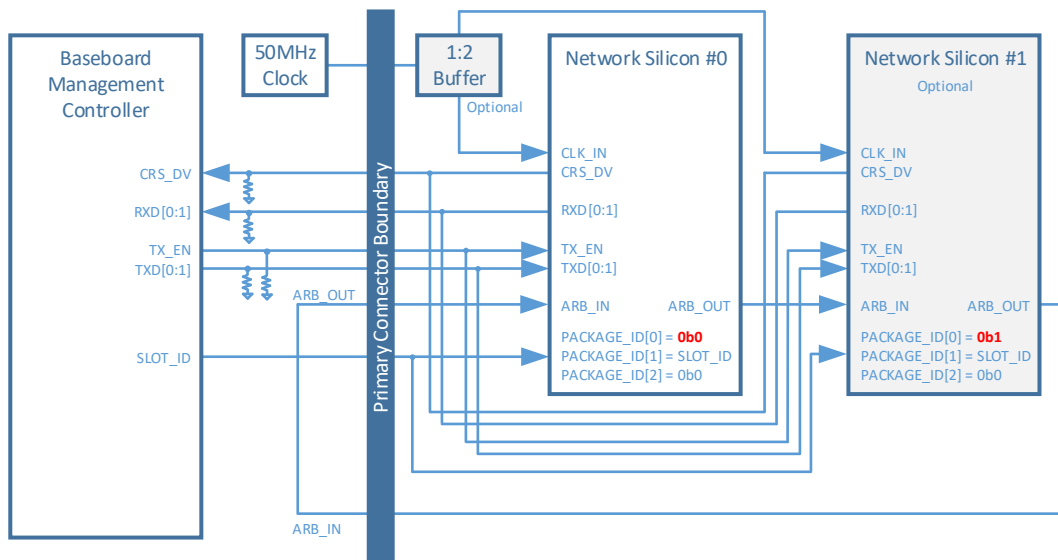 Baseboard
Management
Controller
50MHz
Clock
1:2
Buffer
Optional
Network Silicon #0
Network Silicon #1
Optional
Primary Connector Boundary
CRS_DV
RXD[0:1]
TX_EN
TXD[0:1]
ARB_OUT
SLOT_ID
ARB_IN
CLK_IN
CRS_DV
RXD[0:1]
TX_EN
TXD[0:1]
ARB_IN ARB_OUT
PACKAGE_ID[0] = 0b0
PACKAGE_ID[1] = SLOT_ID
PACKAGE_ID[2] = 0b0
CLK_IN
CRS_DV
RXD[0:1]
TX_EN
TXD[0:1]
ARB_IN ARB_OUT
PACKAGE_ID[0] = 0b1
PACKAGE_ID[1] = SLOT_ID
PACKAGE_ID[2] = 0b0